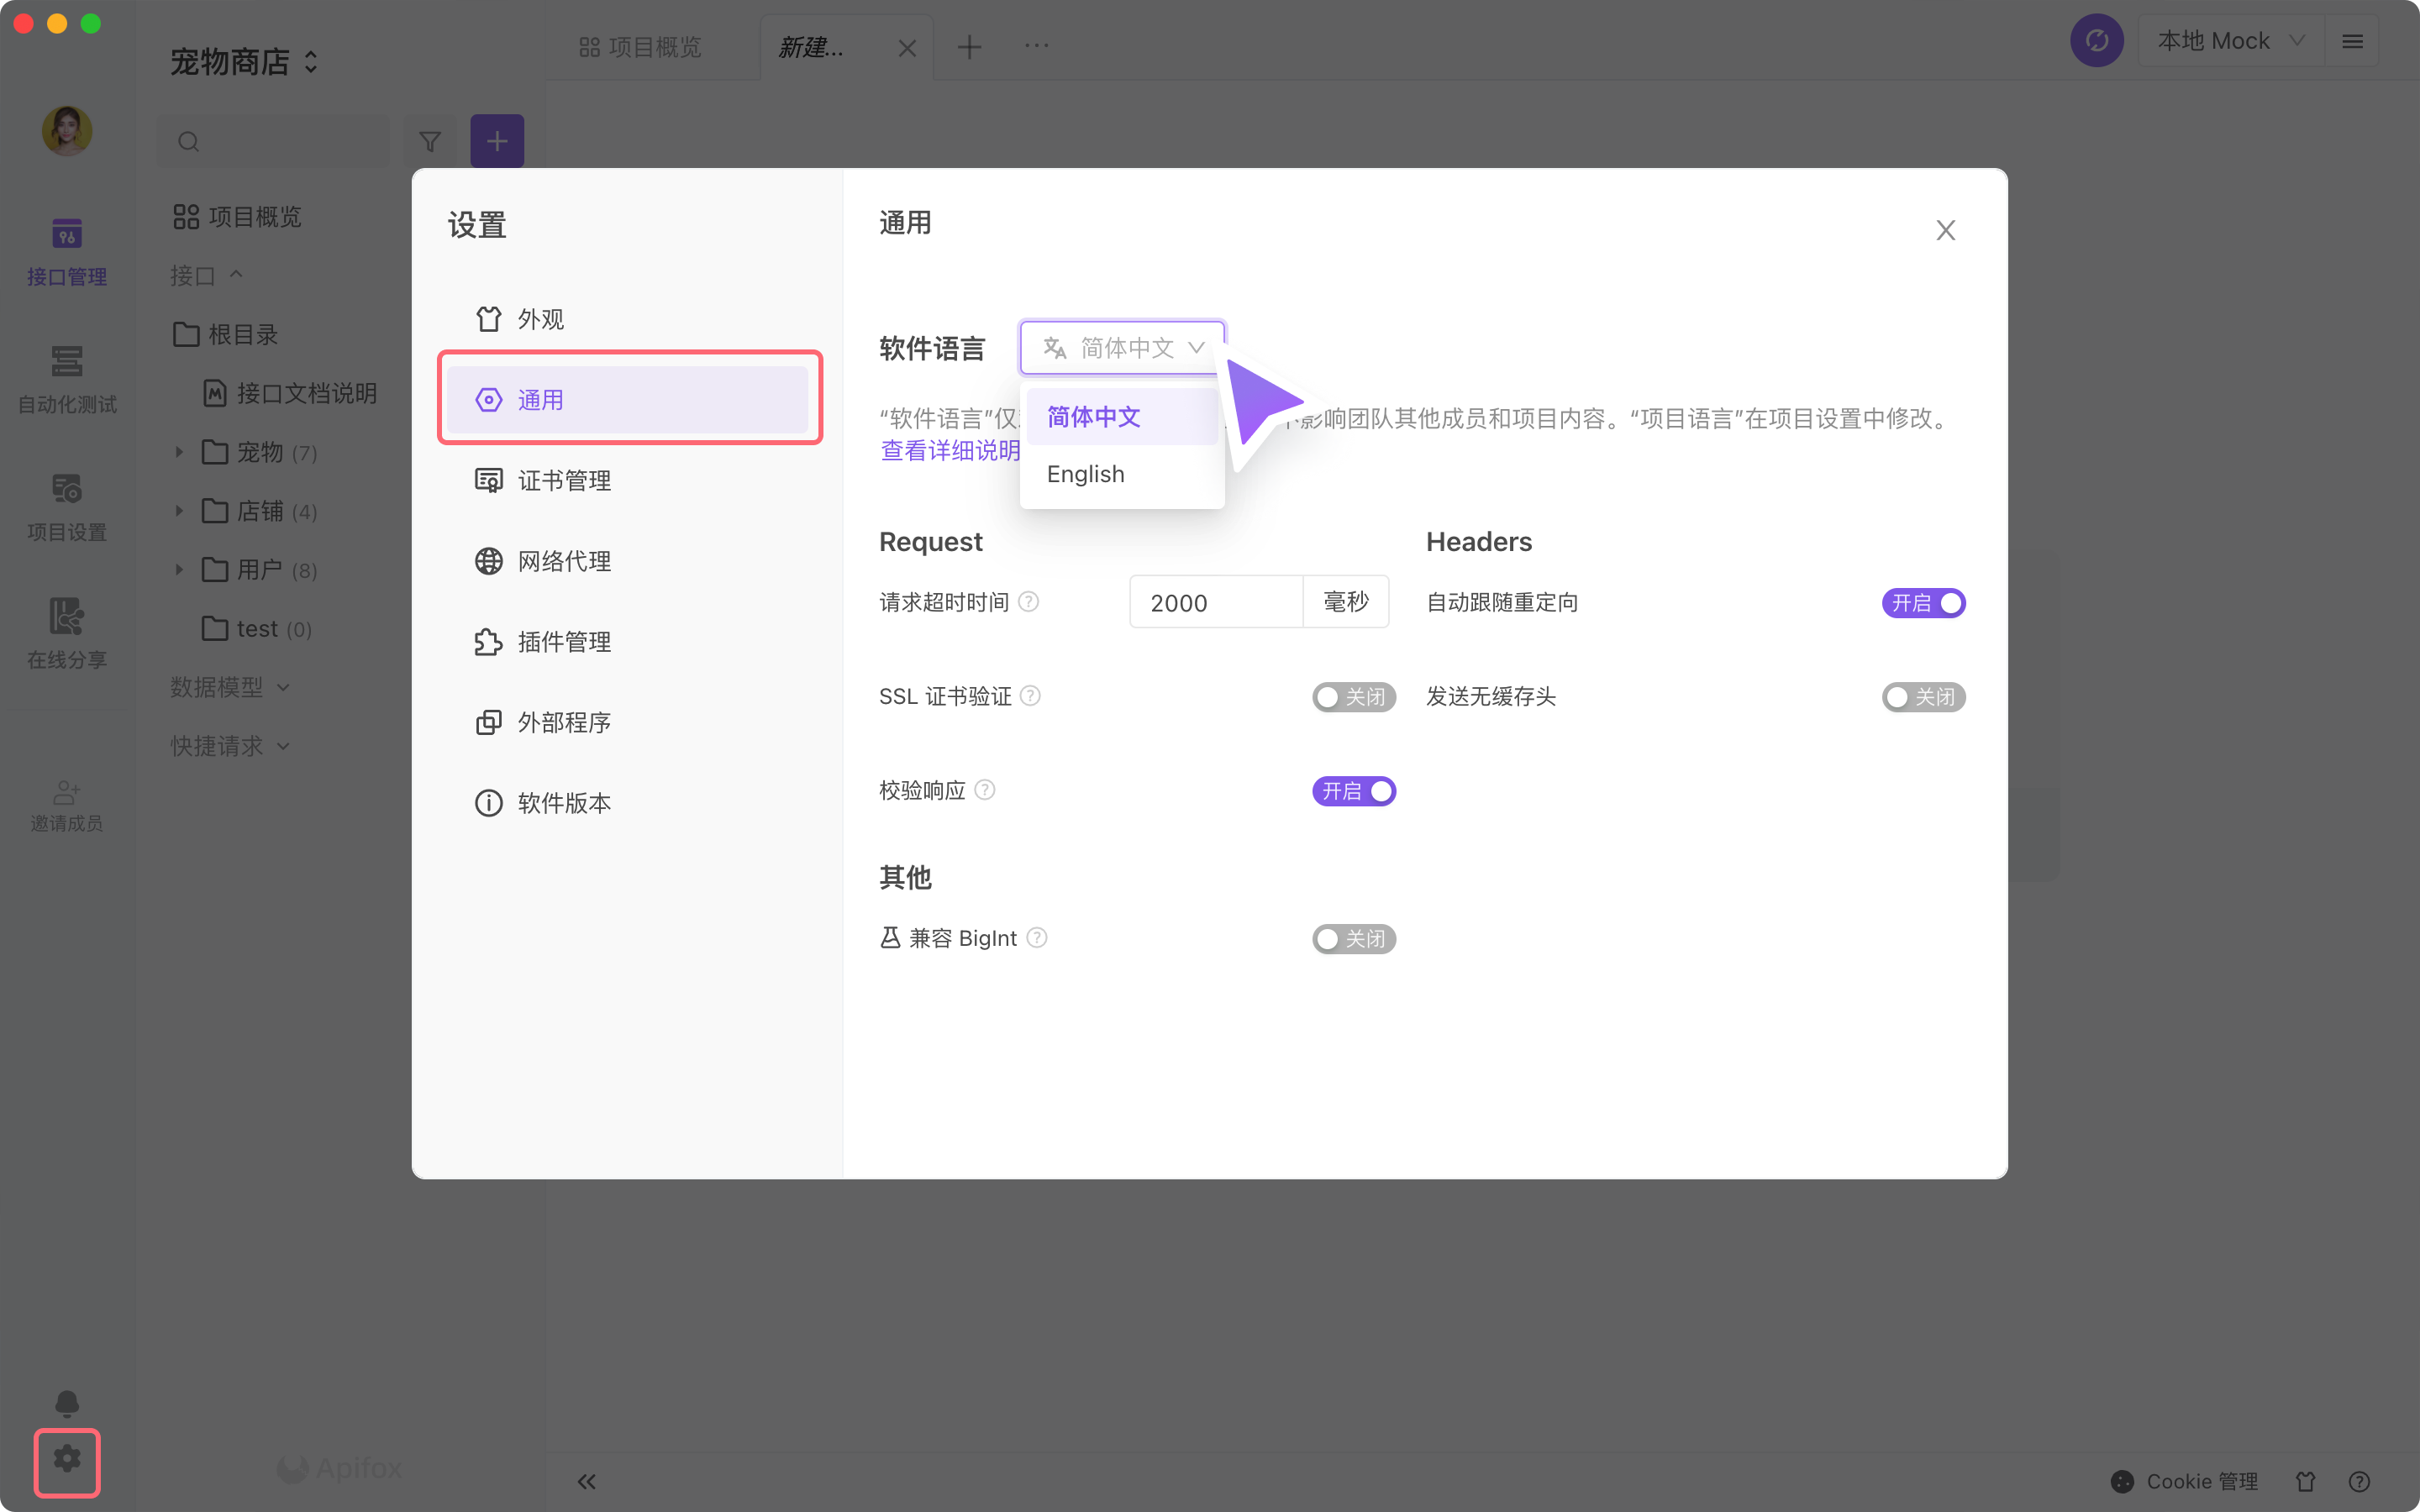 宠物商店
项目概览
新建...
本地 Mock
接口管理
自动化测试
项目设置
在线分享
邀请成员
项目概览
接口
根目录
接口文档说明
宠物 (7)
店铺 (4)
用户 (8)
test (0)
数据模型
快捷请求
Apifox
设置
外观
通用
证书管理
网络代理
插件管理
外部程序
软件版本
通用
软件语言
简体中文
简体中文
English
“软件语言”仅
影响团队其他成员和项目内容。“项目语言”在项目设置中修改。
查看详细说明
Request
请求超时时间
2000 毫秒
SSL 证书验证
关闭
校验响应
开启
Headers
自动跟随重定向
开启
发送无缓存头
关闭
其他
兼容 BigInt
关闭
Cookie 管理